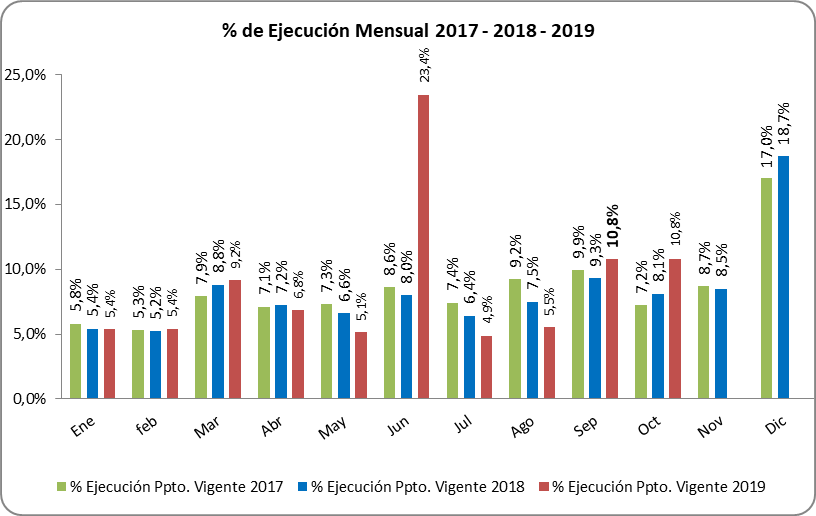 % de Ejecución Mensual 2017 - 2018 - 2019
25,0%
20,0%
15,0%
10,0%
5,0%
0,0%
5,8%
5,4%
5,4%
5,3%
5,2%
5,4%
7,9%
8,8%
9,2%
7,1%
7,2%
6,8%
7,3%
6,6%
5,1%
8,6%
8,0%
23,4%
7,4%
6,4%
4,9%
9,2%
7,5%
5,5%
9,9%
9,3%
10,8%
7,2%
8,1%
10,8%
8,7%
8,5%
17,0%
18,7%
Ene
feb
Mar
Abr
May
Jun
Jul
Ago
Sep
Oct
Nov
Dic
% Ejecución Ppto. Vigente 2017
% Ejecución Ppto. Vigente 2018
% Ejecución Ppto. Vigente 2019